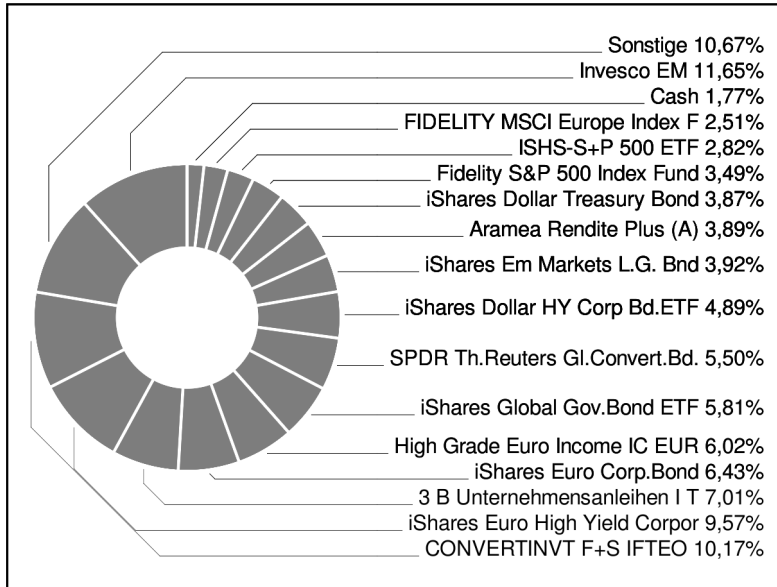 Sonstige 10,67%
Invesco EM 11,65%
Cash 1,77%
FIDELITY MSCI Europe Index F 2,51%
ISHS-S+P 500 ETF 2,82%
Fidelity S&P 500 Index Fund 3,49%
iShares Dollar Treasury Bond 3,87%
Aramea Rendite Plus (A) 3,89%
iShares Em Markets L.G. Bnd 3,92%
iShares Dollar HY Corp Bd.ETF 4,89%
SPDR Th.Reuters Gl.Convert.Bd. 5,50%
iShares Global Gov.Bond ETF 5,81%
High Grade Euro Income IC EUR 6,02%
iShares Euro Corp.Bond 6,43%
3 B Unternehmensanleihen I T 7,01%
iShares Euro High Yield Corpor 9,57%
CONVERTINVT F+S IFTEO 10,17%